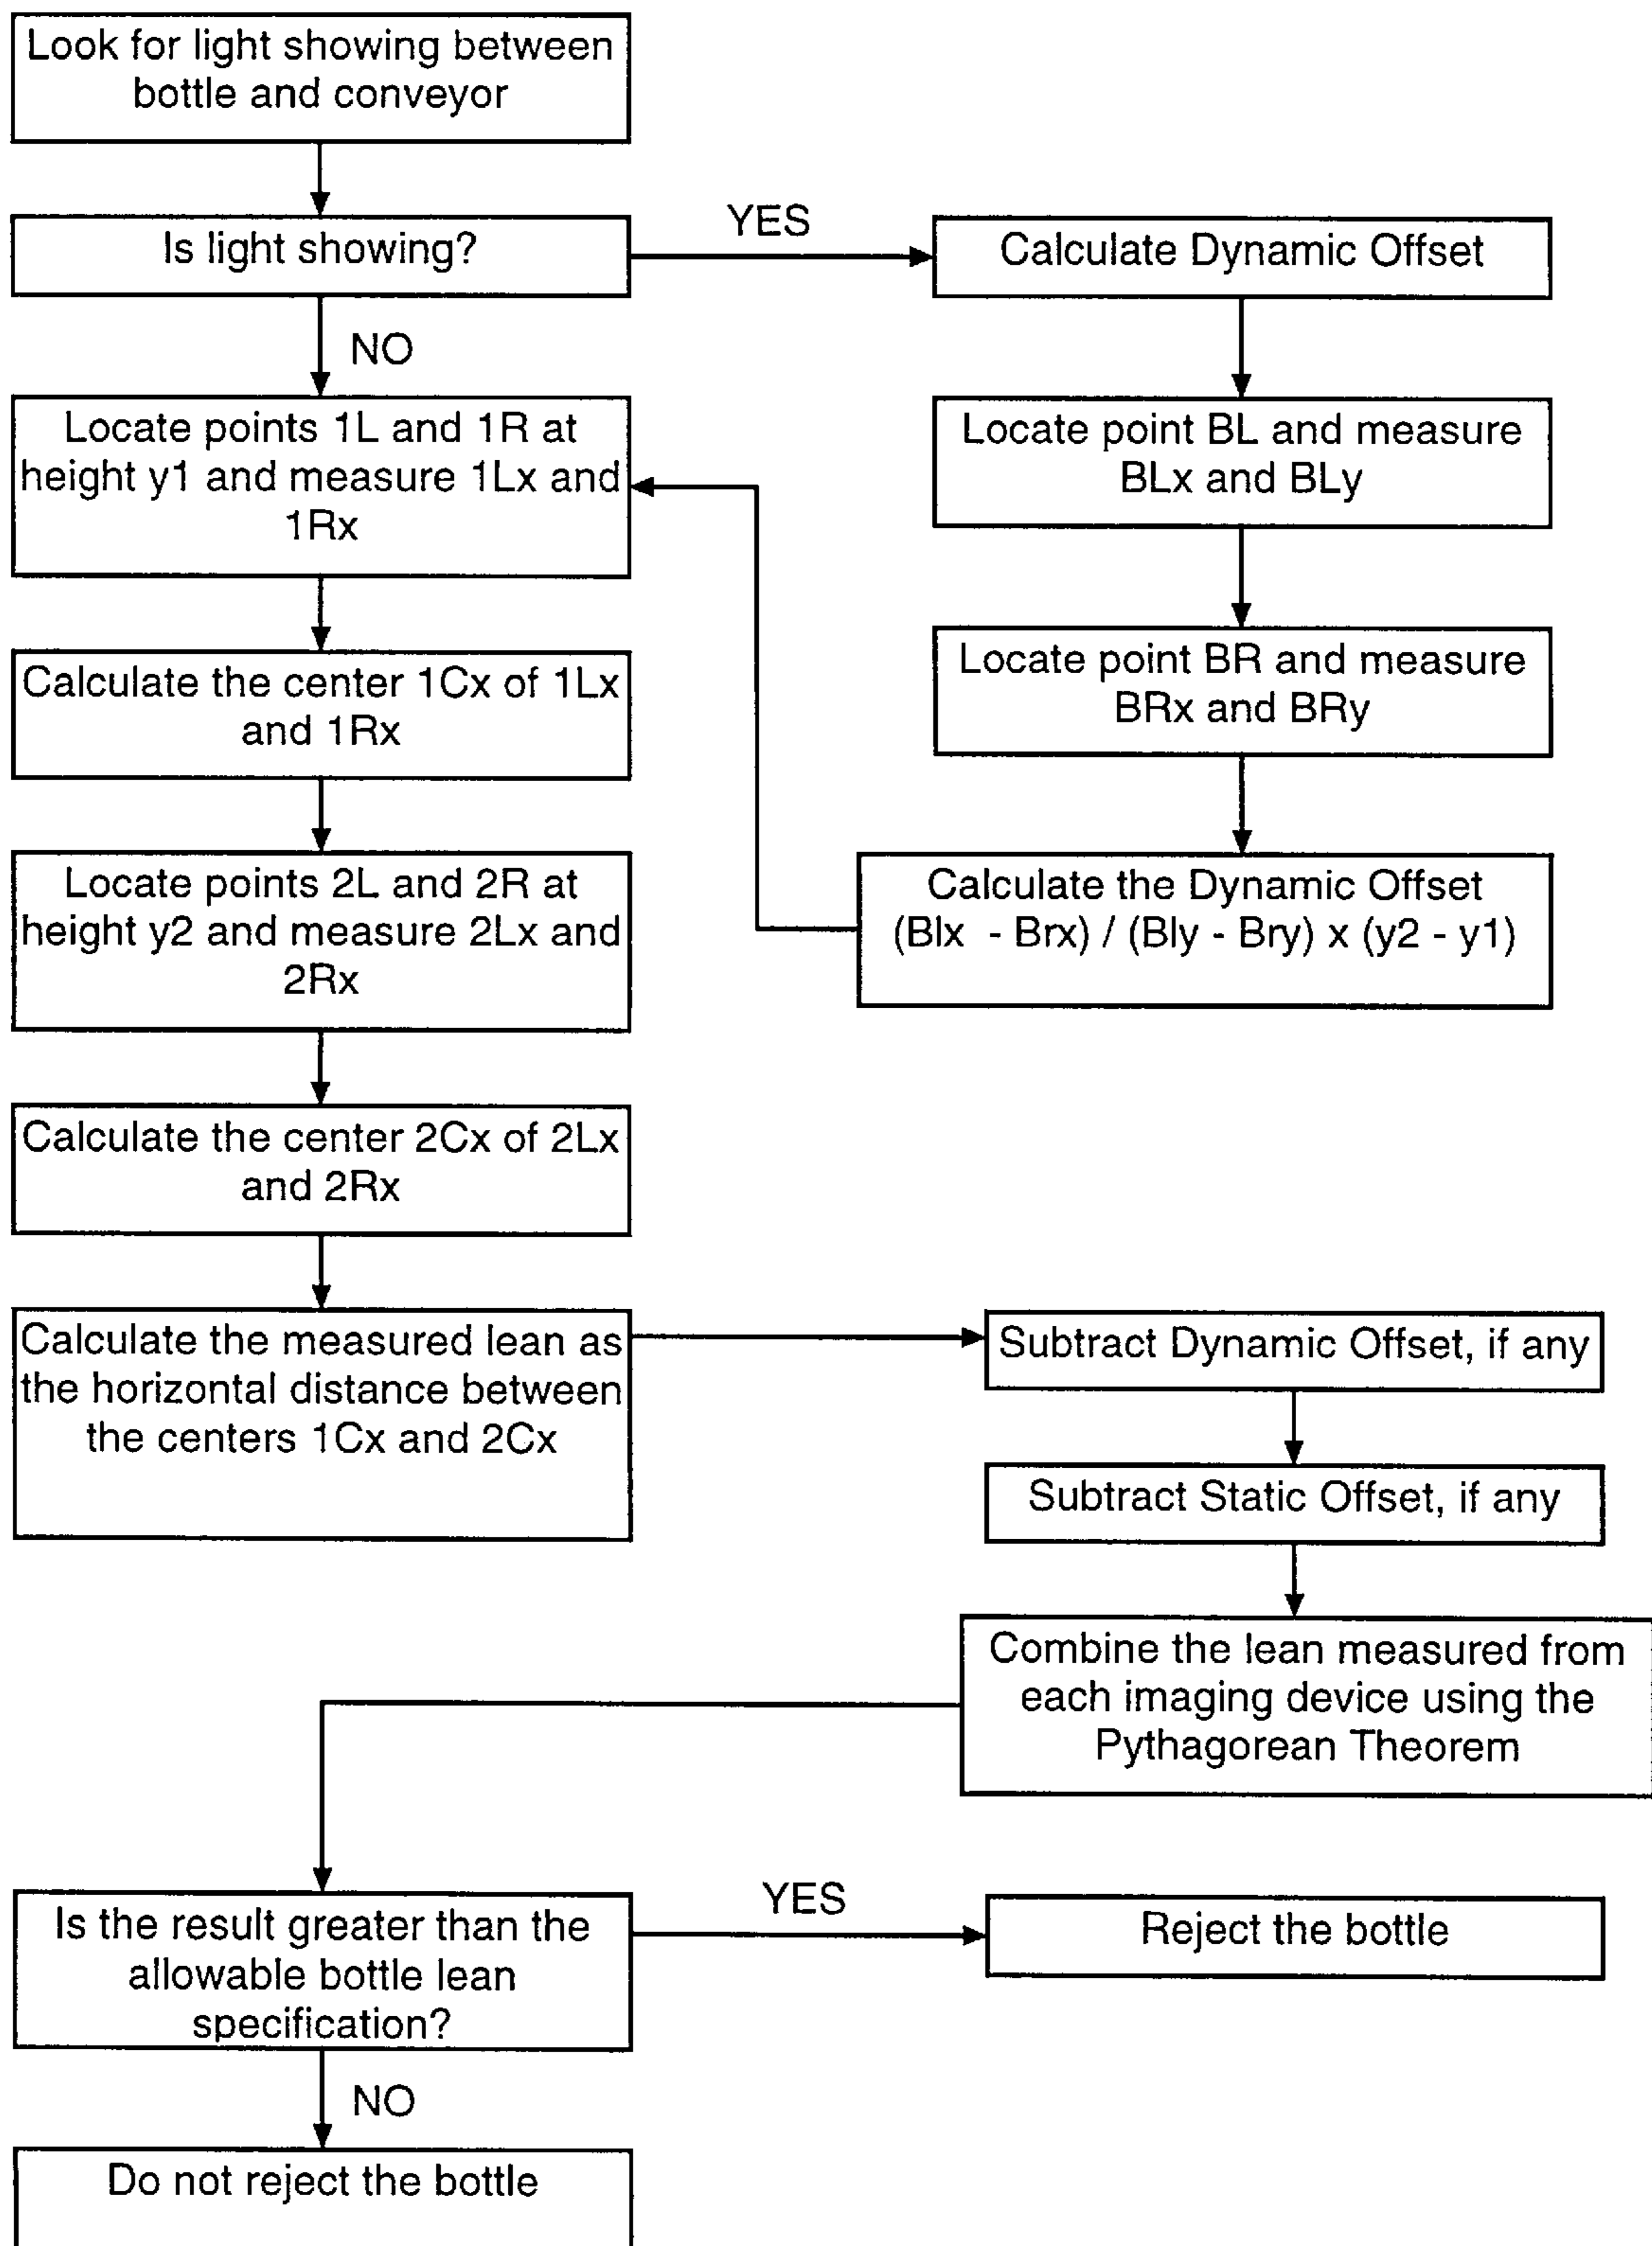 Look for light showing between
bottle and conveyor
Is light showing?
YES
Calculate Dynamic Offset
NO
Locate points 1L and 1R at
height y1 and measure 1Lx and
1Rx
Locate point BL and measure
BLx and BLy
Calculate the center 1Cx of 1Lx
and 1Rx
Locate point BR and measure
BRx and BRy
Locate points 2L and 2R at
height y2 and measure 2Lx and
2Rx
Calculate the Dynamic Offset
(Blx - Brx) / (Bly - Bry) x (y2 - y1)
Calculate the center 2Cx of 2Lx
and 2Rx
Calculate the measured lean as
the horizontal distance between
the centers 1Cx and 2Cx
Subtract Dynamic Offset, if any
Subtract Static Offset, if any
Combine the lean measured from
each imaging device using the
Pythagorean Theorem
Is the result greater than the
allowable bottle lean
specification?
YES
Reject the bottle
NO
Do not reject the bottle